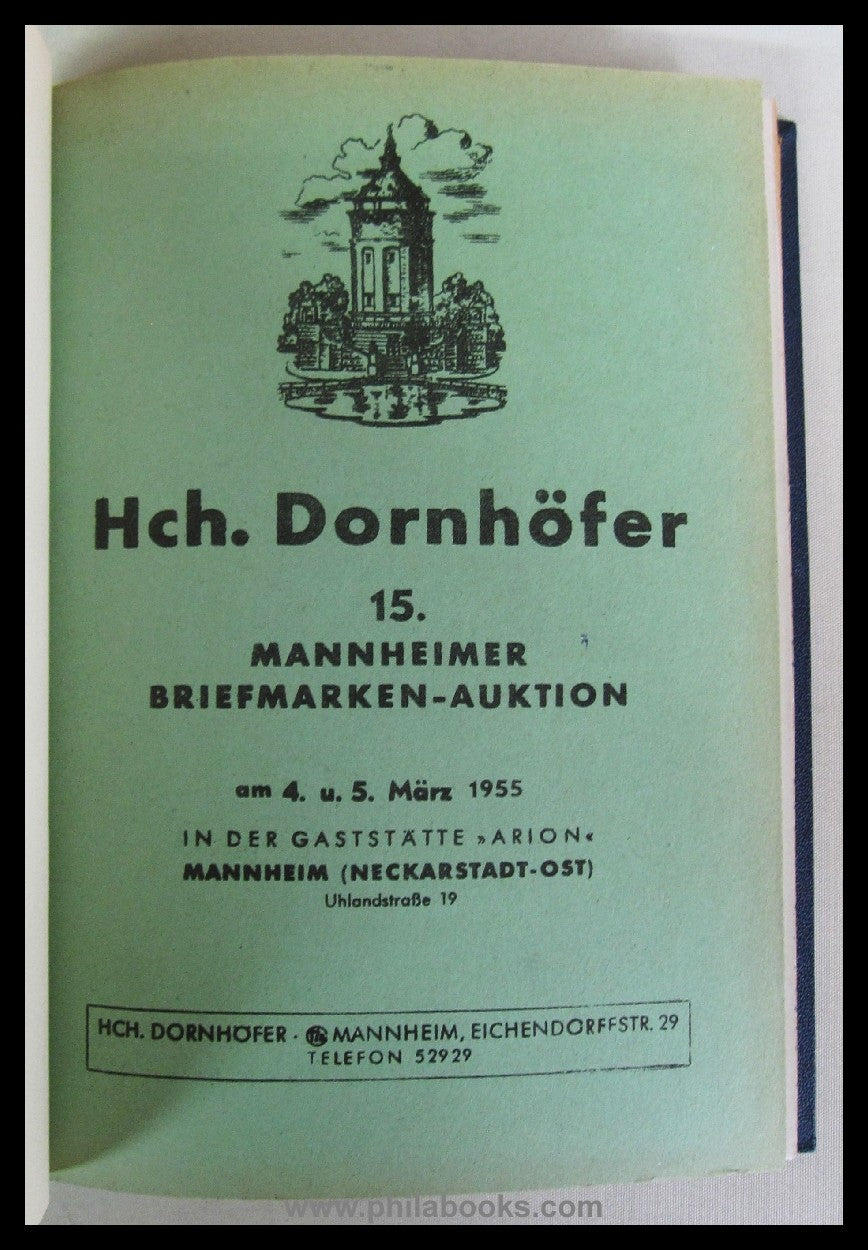 Hch. Dornhöfer
15.
MANNHEIMER
BRIEFMARKEN-AUKTION
am 4. u. 5. März 1955
IN DER GASTSTÄTTE »ARION«
MANNHEIM (NECKARSTADT-OST)
Uhlandstraße 19
HCH. DORNHÖFER · MANNHEIM, EICHENDORFFSTR. 29
TELEFON 52929
www.philabooks.com